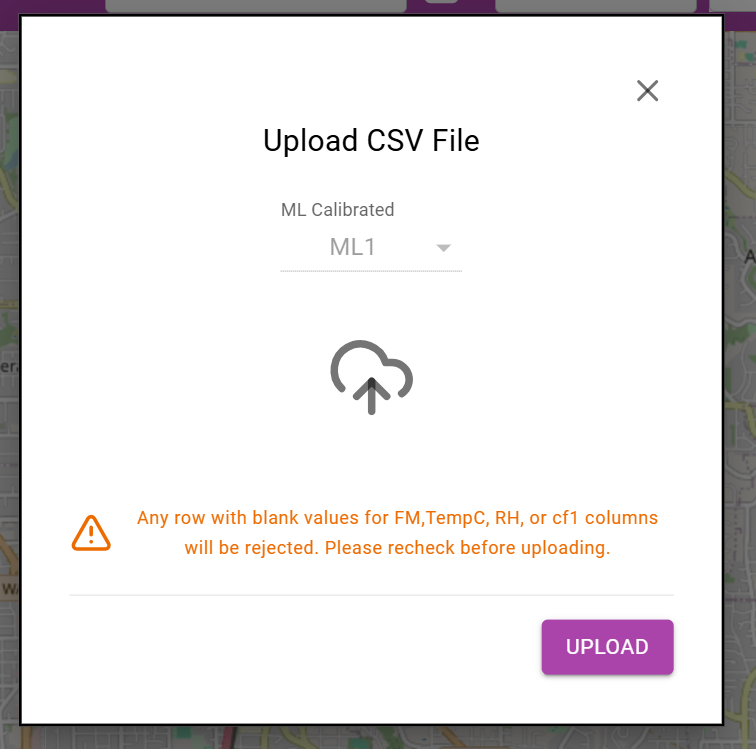 Upload CSV File
ML Calibrated
ML1
Any row with blank values for FM,TempC, RH, or cf1 columns
will be rejected. Please recheck before uploading.
UPLOAD